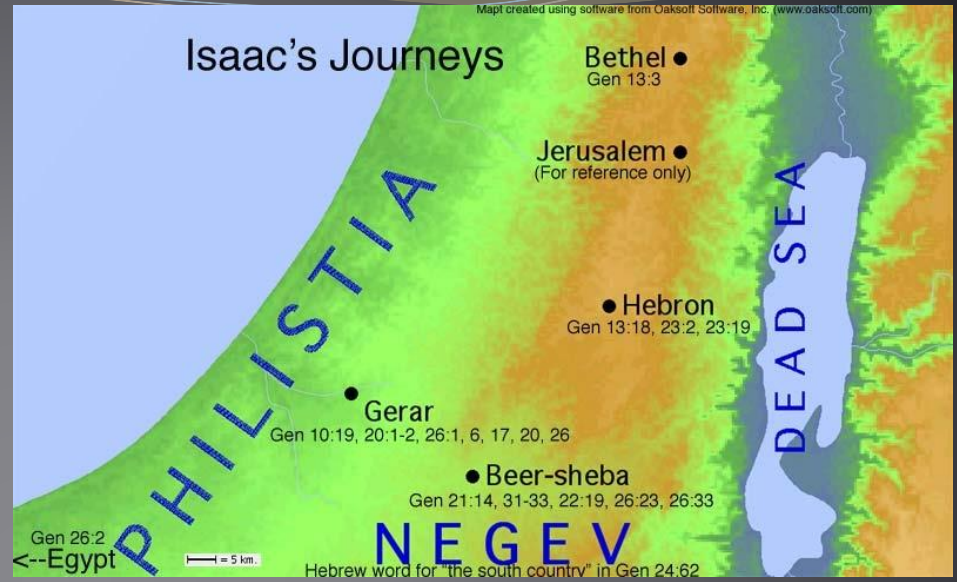 Mapt created using software from Oaksoft Software, Inc. (www.oaksoft.com)
Isaac's Journeys
Bethel
Gen 13:3
Jerusalem
(For reference only)
PHILISTIA
DEAD SEA
Hebron
Gen 13:18, 23:2, 23:19
Gerar
Gen 10:19, 20:1-2, 26:1, 6, 17, 20, 26
Beer-sheba
Gen 21:14, 31-33, 22:19, 26:23, 26:33
Gen 26:2
<--Egypt
= 5 km.
NEGEV
Hebrew word for "the south country" in Gen 24:62